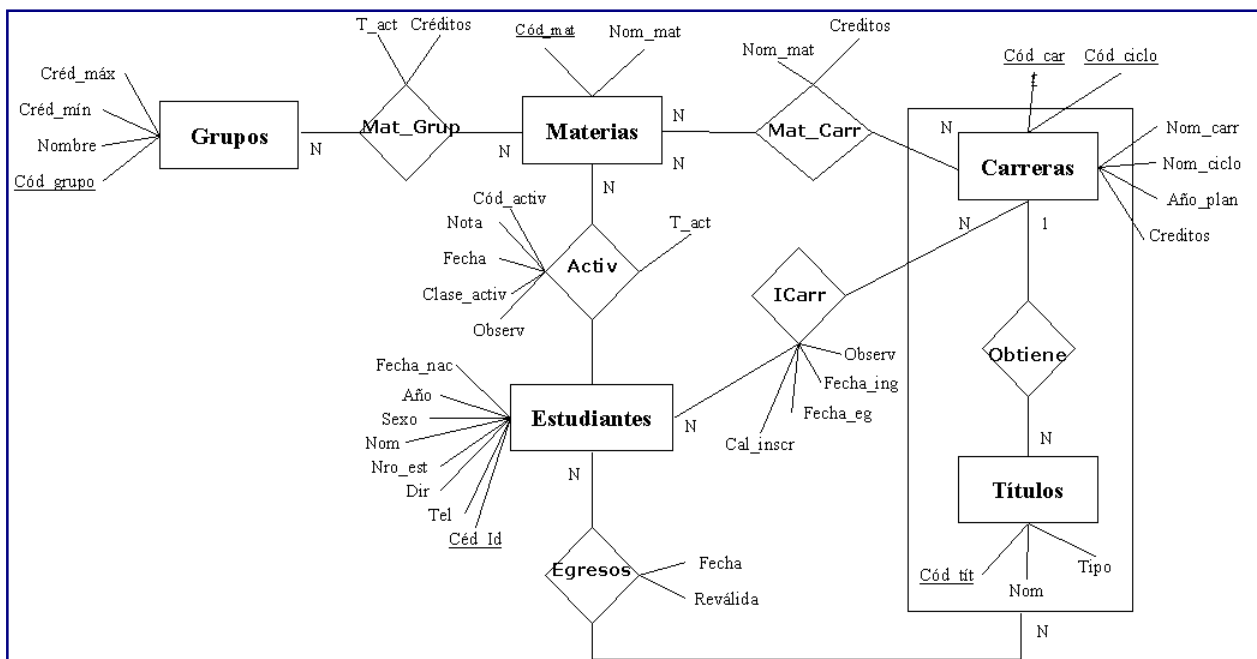 T_act
Créditos
Cód_mat
Nom_mat
Creditos
Nom_mat
Cód_car
Cód_ciclo
Créd_máx
Créd_mín
Nombre
Cód_grupo
Grupos
N
Mat_Grup
N
Materias
N
N
Mat_Carr
N
Carreras
Nom_carr
Nom_ciclo
Año_plan
Creditos
N
Cód_activ
Nota
Fecha
Clase_activ
Observ
Activ
T_act
N
1
ICarr
Observ
Fecha_ing
Fecha_eg
Cal_inscr
Obtiene
Fecha_nac
Año
Sexo
Nom
Nro_est
Dir
Tel
Céd_Id
Estudiantes
N
N
N
Títulos
Cód_tít
Nom
Tipo
Egresos
Fecha
Reválida
N